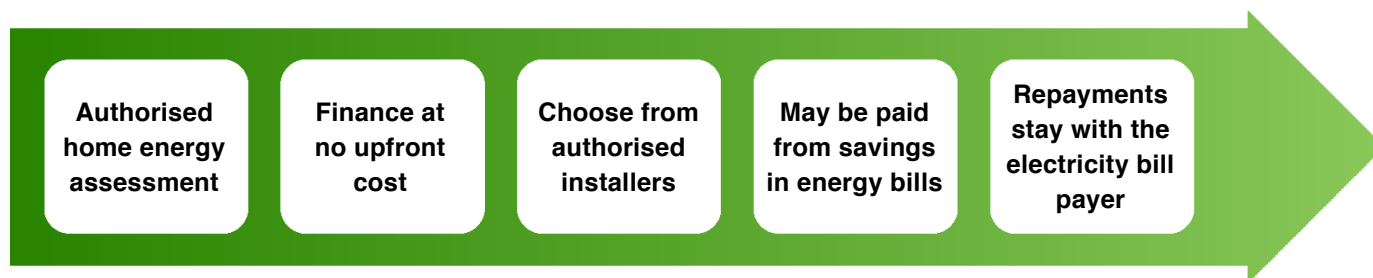 Authorised
home energy
assessment
Finance at
no upfront
cost
Choose from
authorised
installers
May be paid
from savings
in energy bills
Repayments
stay with the
electricity bill
payer